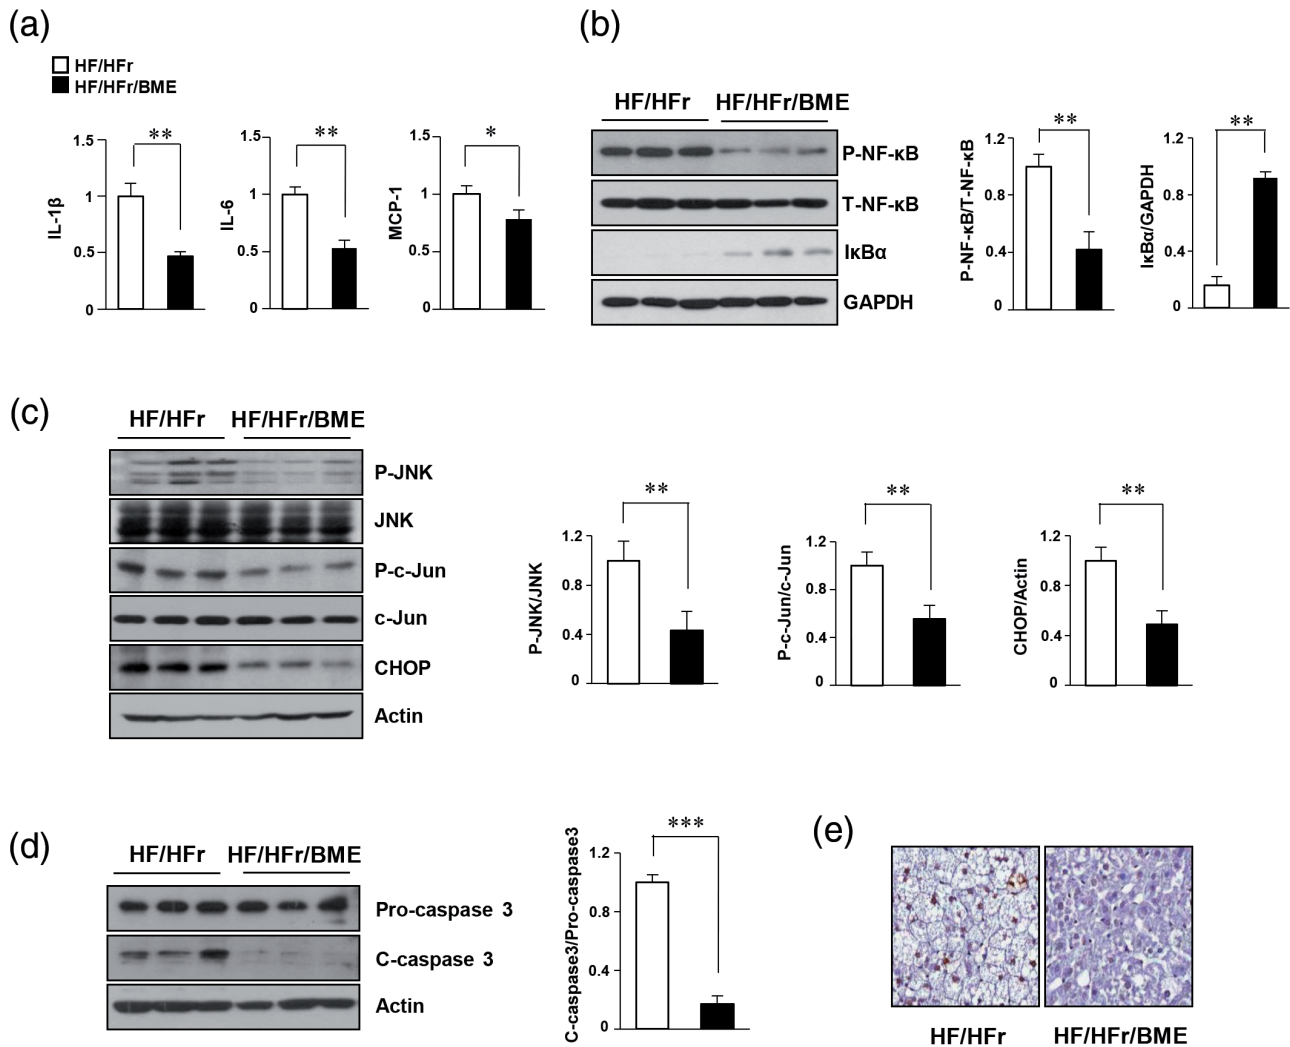 (a)
HF/HFr
HF/HFr/BME
1.5
1
0.5
0
IL-1β
**
1.5
1
0.5
0
IL-6
**
1.5
1
0.5
0
MCP-1
*
(b)
HF/HFr HF/HFr/BME
P-NF-κB
T-NF-κB
IκBα
GAPDH
P-NF-κB/T-NF-κB
1.2
0.8
0.4
0
**
IκBα/GAPDH
1.2
0.8
0.4
0
**
(c)
HF/HFr HF/HFr/BME
P-JNK
JNK
P-c-Jun
c-Jun
CHOP
Actin
P-JNK/JNK
1.2
0.8
0.4
0
**
P-c-Jun/c-Jun
1.2
0.8
0.4
0
**
CHOP/Actin
1.2
0.8
0.4
0
**
(d)
HF/HFr HF/HFr/BME
Pro-caspase 3
C-caspase 3
Actin
C-caspase3/Pro-caspase3
1.2
0.8
0.4
0
***
(e)
HF/HFr HF/HFr/BME